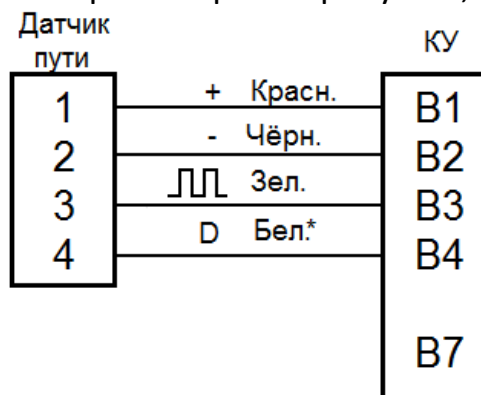 Датчик
пути
КУ
1 + Красн. B1
2 - Чёрн. B2
3 Зел. B3
4 D Бел.* B4
B7